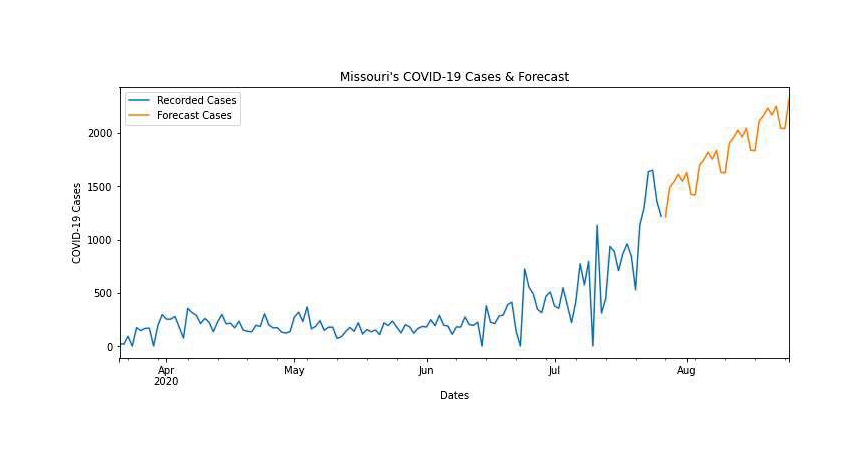 Missouri's COVID-19 Cases & Forecast
Recorded Cases
Forecast Cases
2000
1500
1000
500
0
COVID-19 Cases
Apr
2020
May
Jun
Jul
Aug
Dates